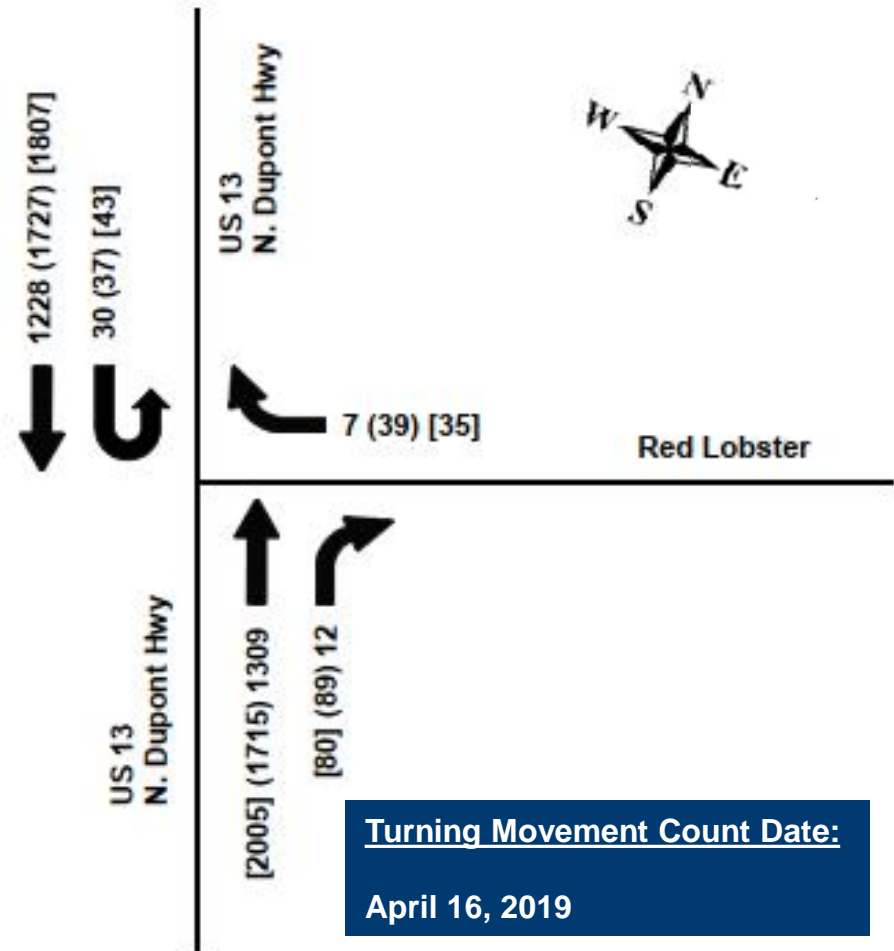 1228 (1727) [1807]
30 (37) [43]
US 13
N. Dupont Hwy
N
W
E
S
7 (39) [35]
Red Lobster
US 13
N. Dupont Hwy
[2005] (1715) 1309
[80] (89) 12
Turning Movement Count Date:
April 16, 2019